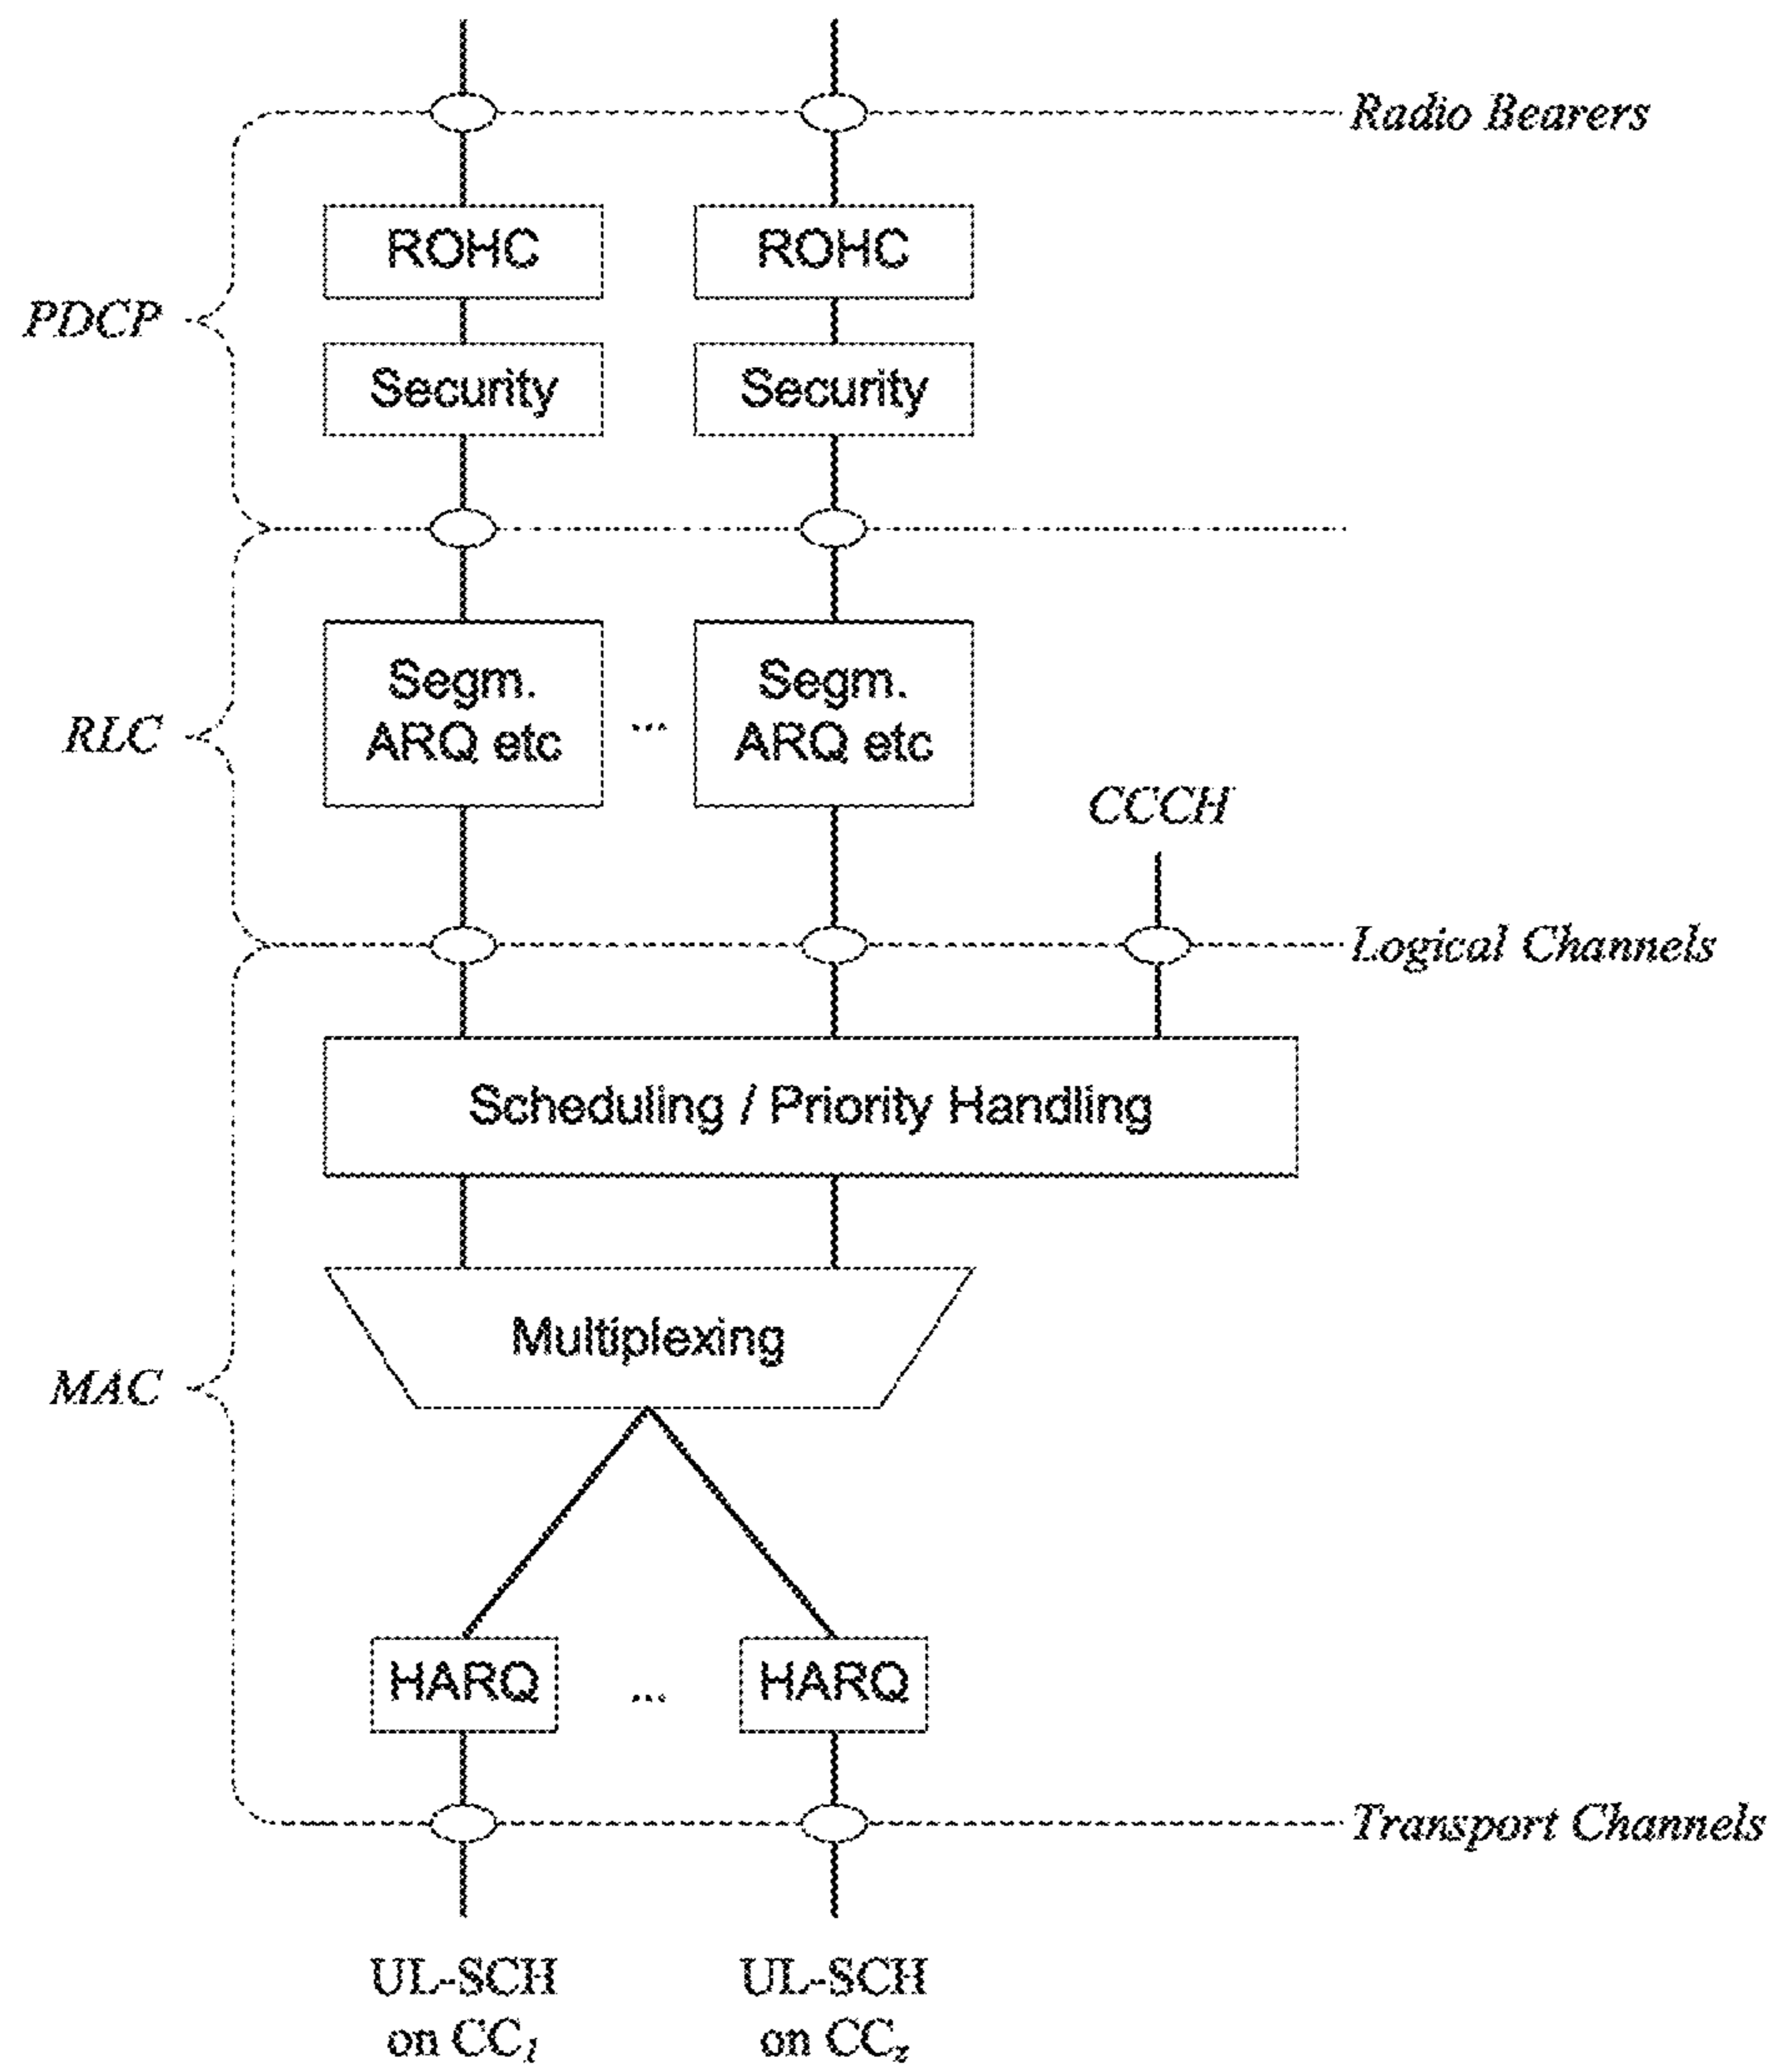 Radio Bearers
ROHC ROHC
PDCP
Security Security
Segm. Segm.
RLC
ARQ etc ... ARQ etc
CCCH
Logical Channels
Scheduling / Priority Handling
Multiplexing
MAC
HARQ ... HARQ
Transport Channels
UL-SCH UL-SCH
on CC1 on CCz